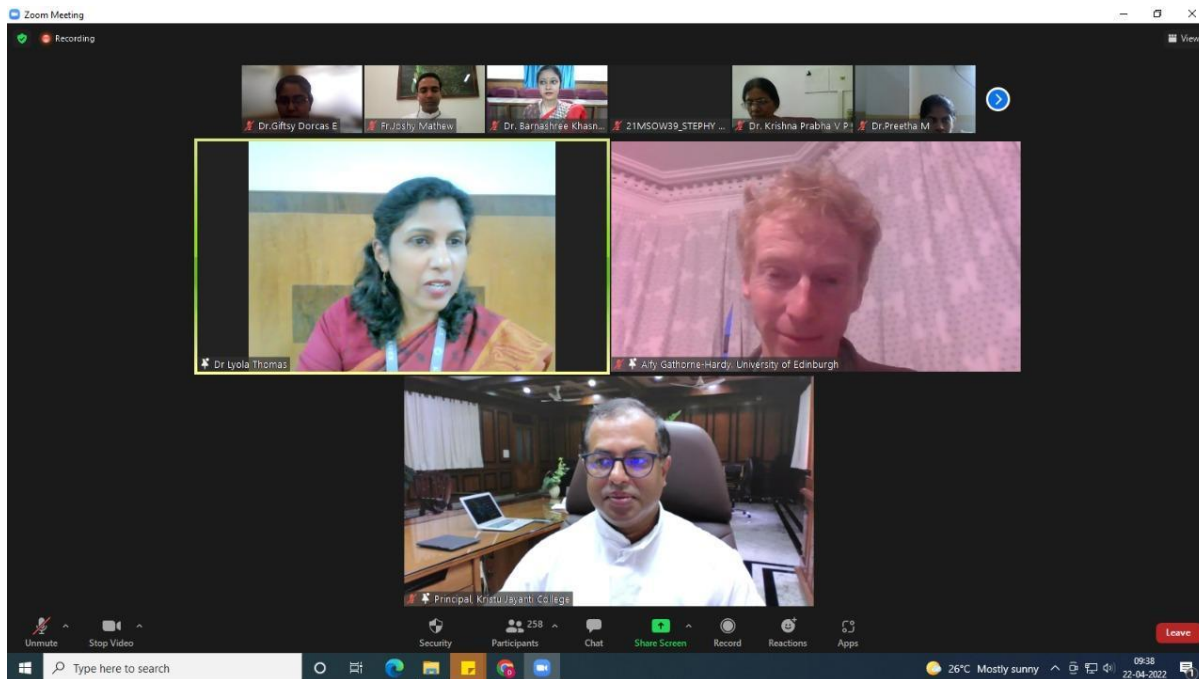 Zoom Meeting
Recording
View
Dr.Giftsy Dorcas E
Fr.Joshy Mathew
Dr. Barnashree Khasn...
21MSOW39_STEPHY ...
Dr. Krishna Prabha V P
Dr.Preetha M
Dr Lyola Thomas
Alfy Gathorne-Hardy, University of Edinburgh
Principal, Kristu Jayanti College
Unmute
Stop Video
Security
258
Participants
Chat
Share Screen
Record
Reactions
Apps
Leave
Type here to search
26°C Mostly sunny
09:38
22-04-2022